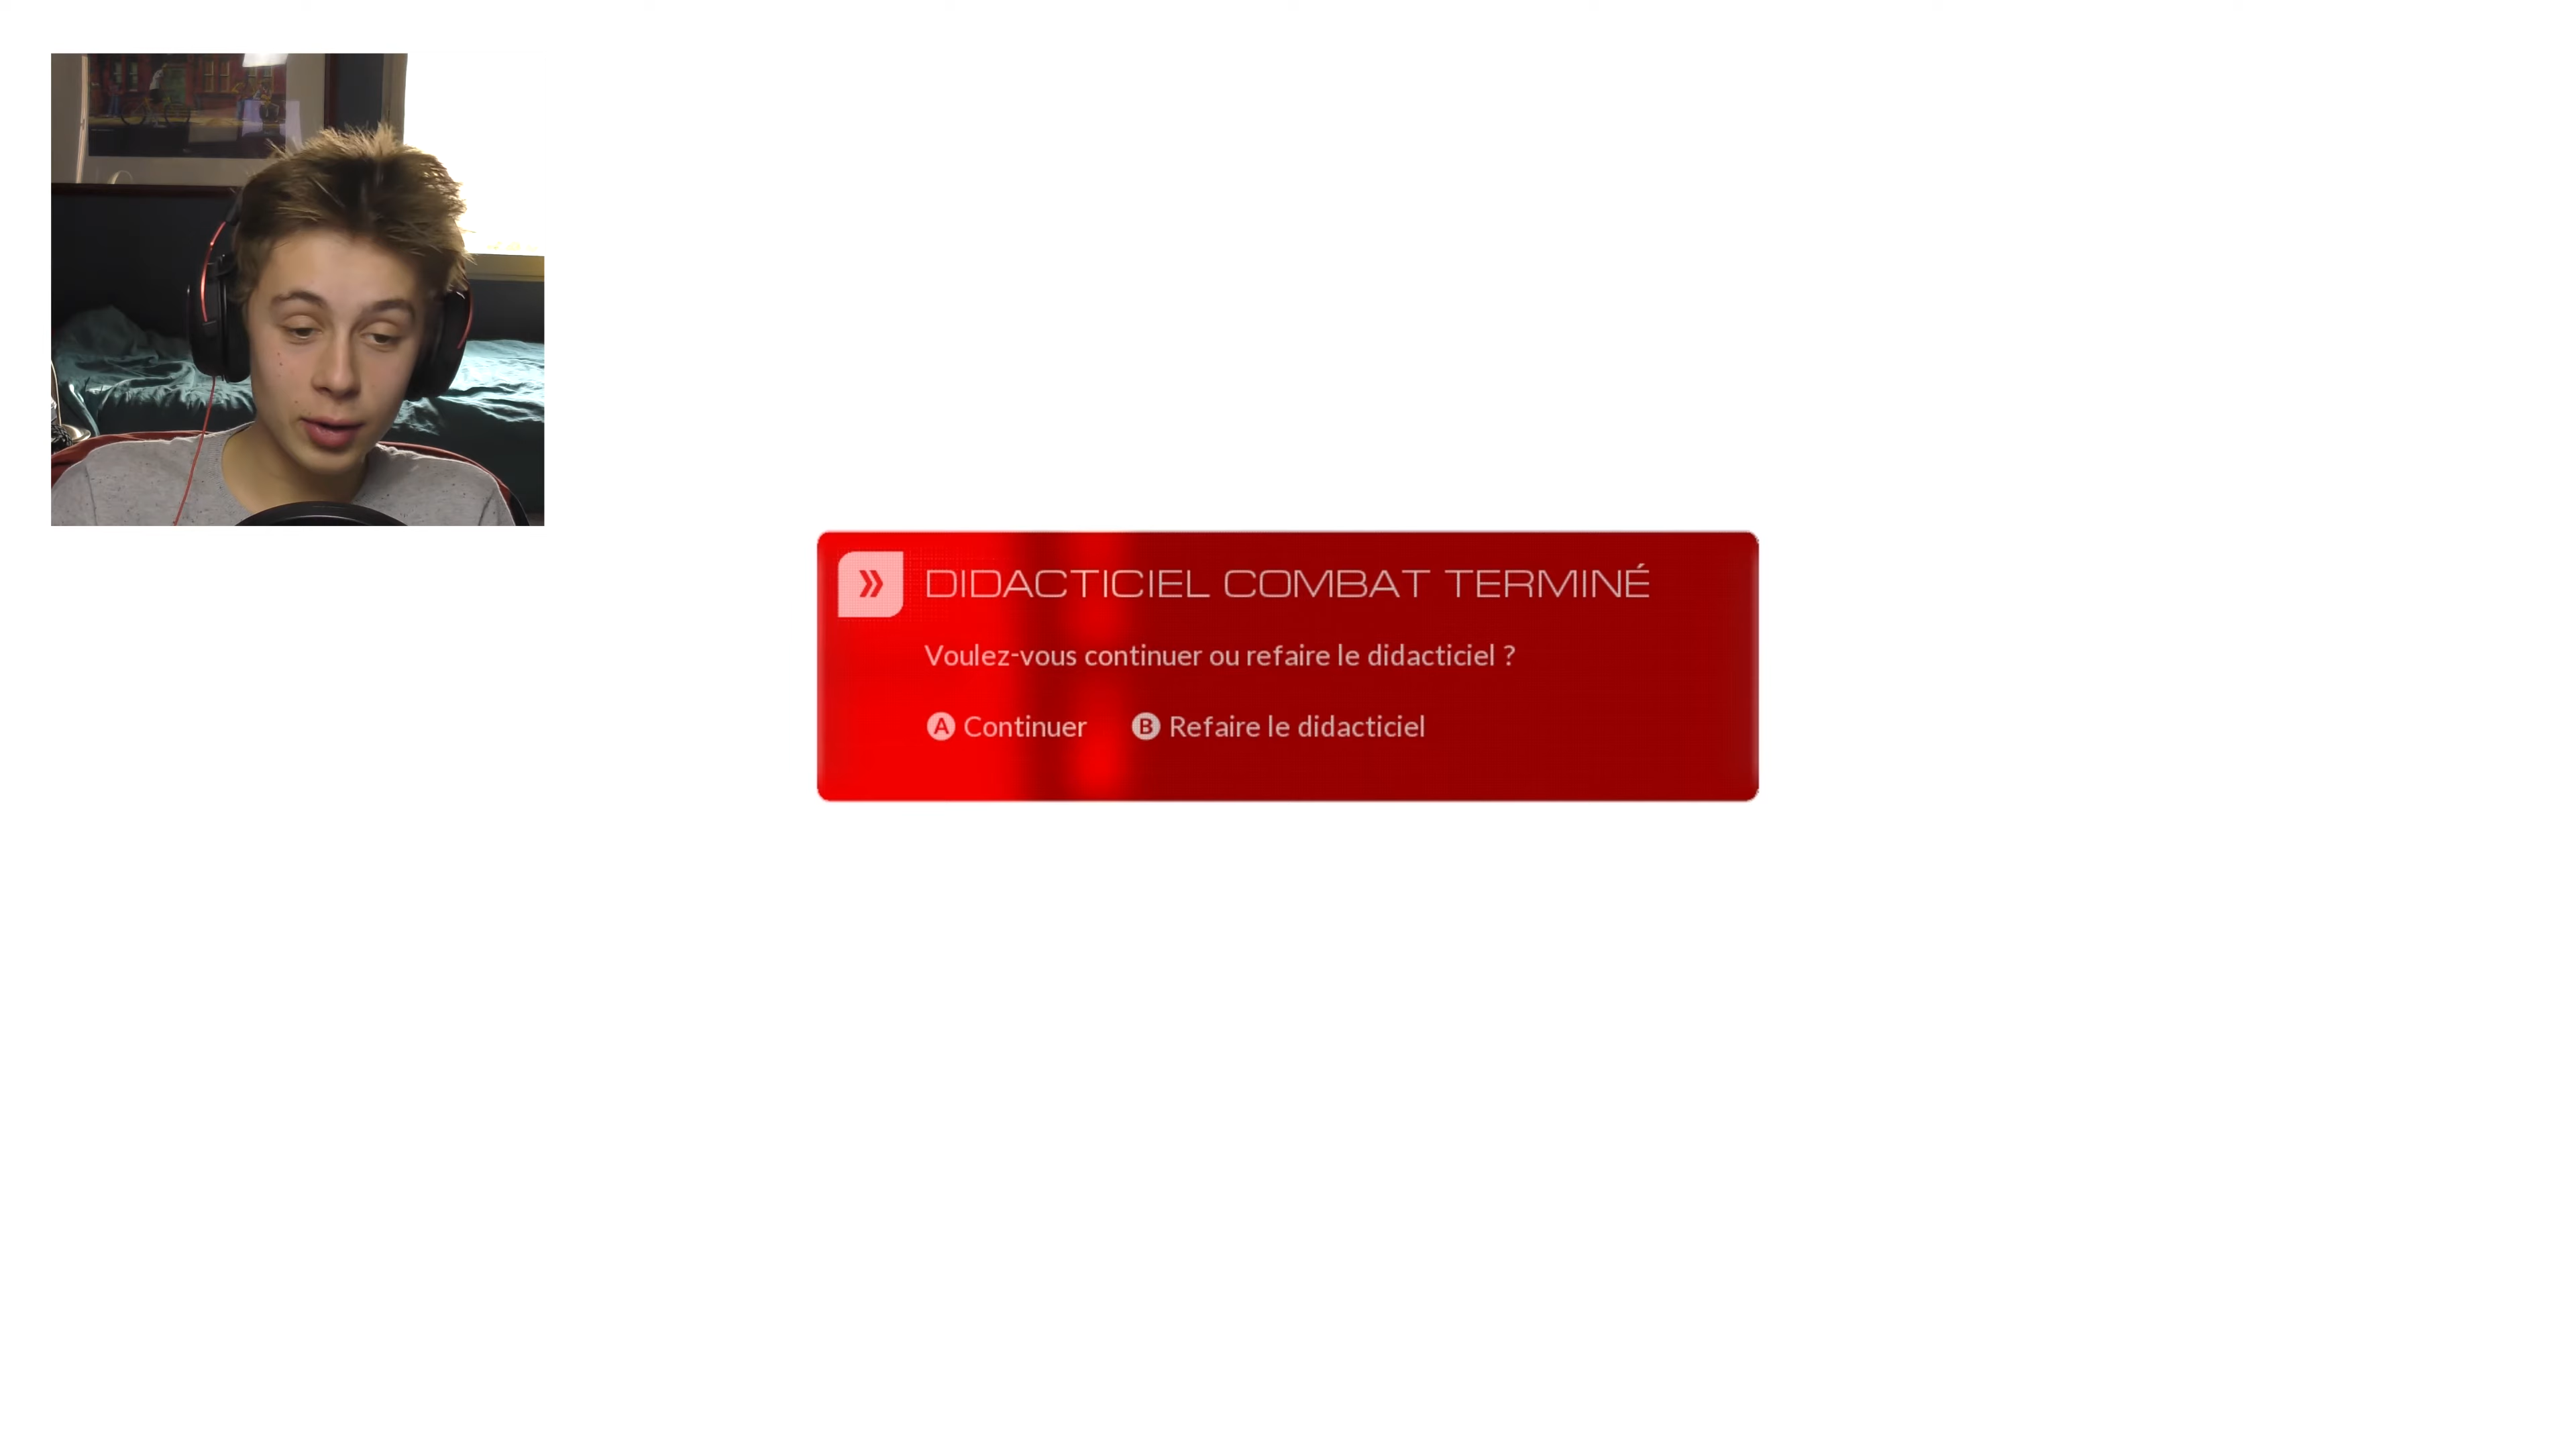 DIDACTICIEL COMBAT TERMINÉ
Voulez-vous continuer ou refaire le didacticiel ?
A Continuer B Refaire le didacticiel